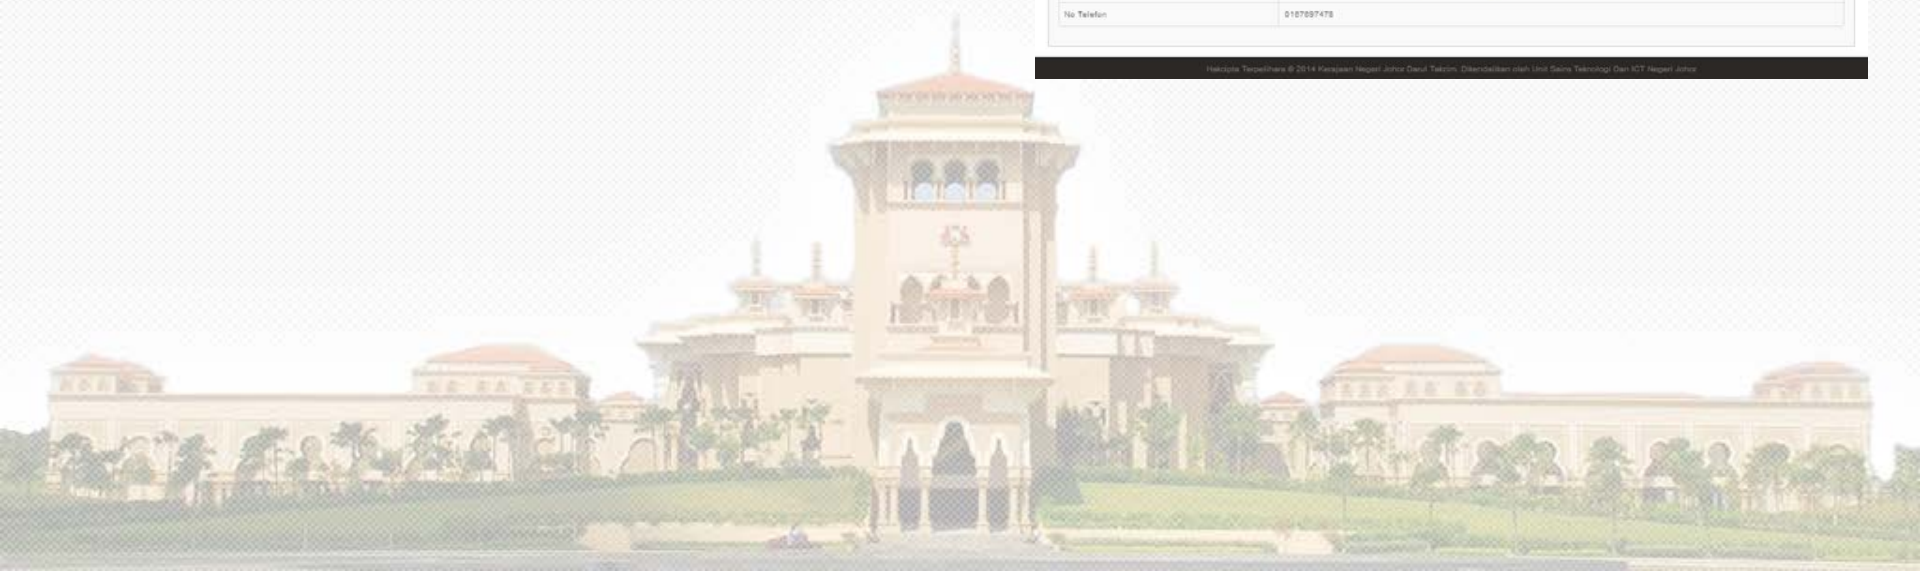 No Telefon 0167697478
Hakcipta Terpelihara © 2014 Kerajaan Negeri Johor Darul Takzim. Dikendalikan oleh Unit Sains Teknologi Dan ICT Negeri Johor